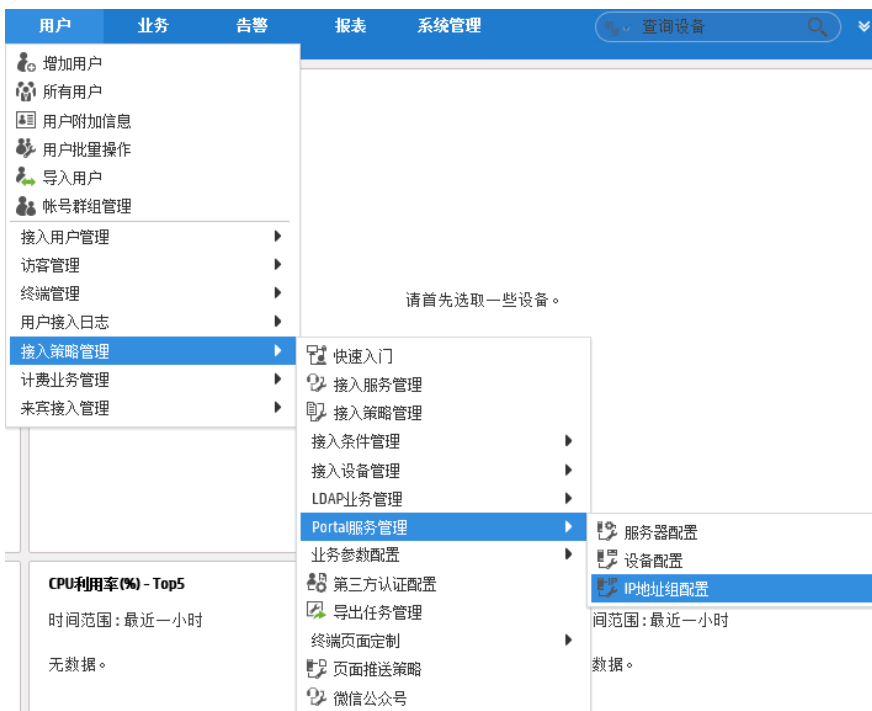 用户 业务 告警 报表 系统管理 查询设备
增加用户
所有用户
用户附加信息
用户批量操作
导入用户
帐号群组管理
接入用户管理
访客管理
终端管理
用户接入日志
接入策略管理
计费业务管理
来宾接入管理
请首先选取一些设备。
快速入门
接入服务管理
接入策略管理
接入条件管理
接入设备管理
LDAP业务管理
Portal服务管理
业务参数配置
第三方认证配置
导出任务管理
终端页面定制
页面推送策略
微信公众号
服务器配置
设备配置
IP地址组配置
CPU利用率(%) - Top5
时间范围:最近一小时
无数据。
间范围:最近一小时
数据。